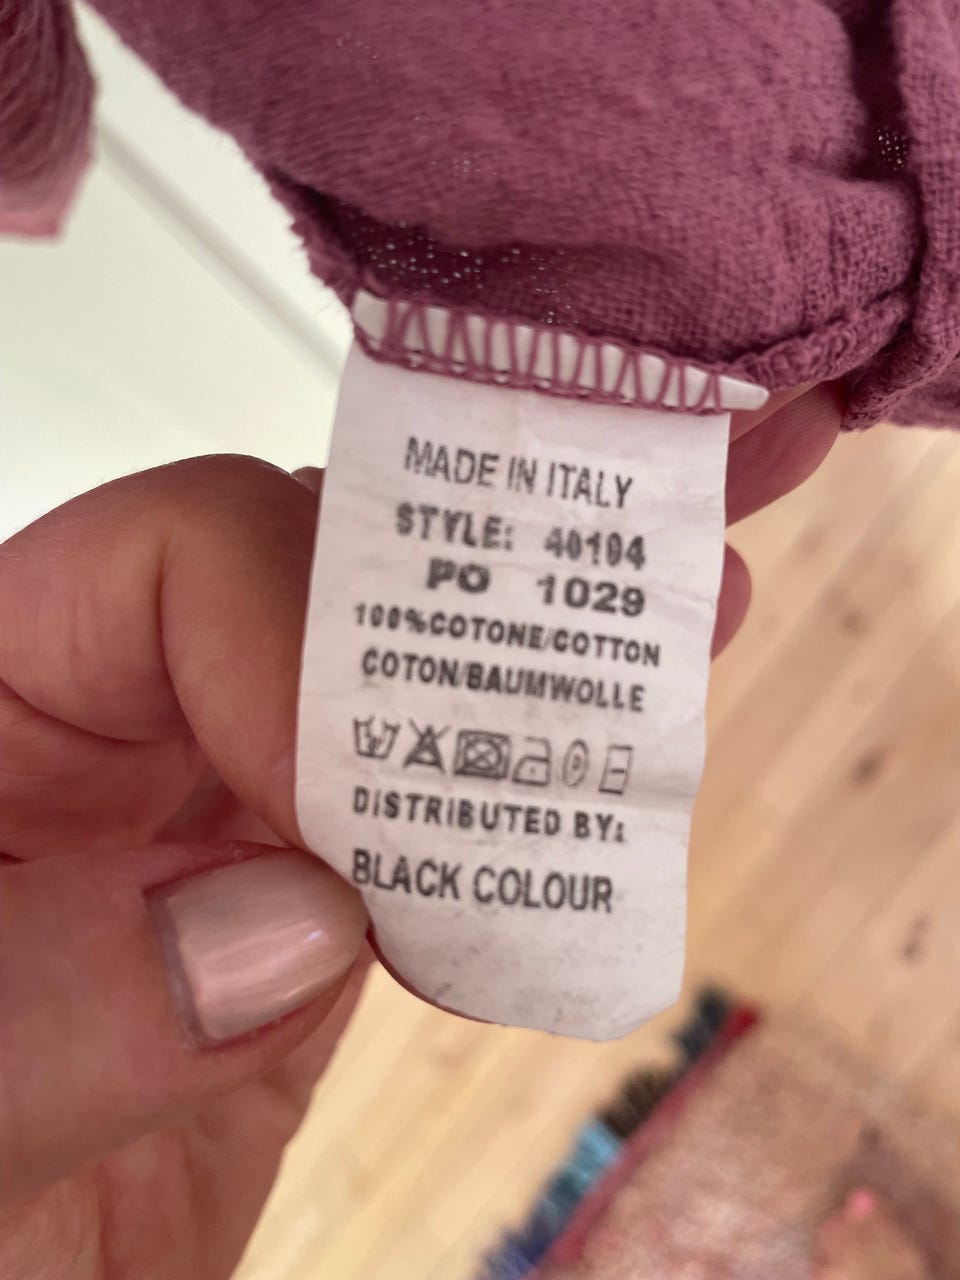 MADE IN ITALY
STYLE: 40104
PO 1029
100%COTONE/COTTON
COTON/BAUMWOLLE
DISTRIBUTED BY:
BLACK COLOUR